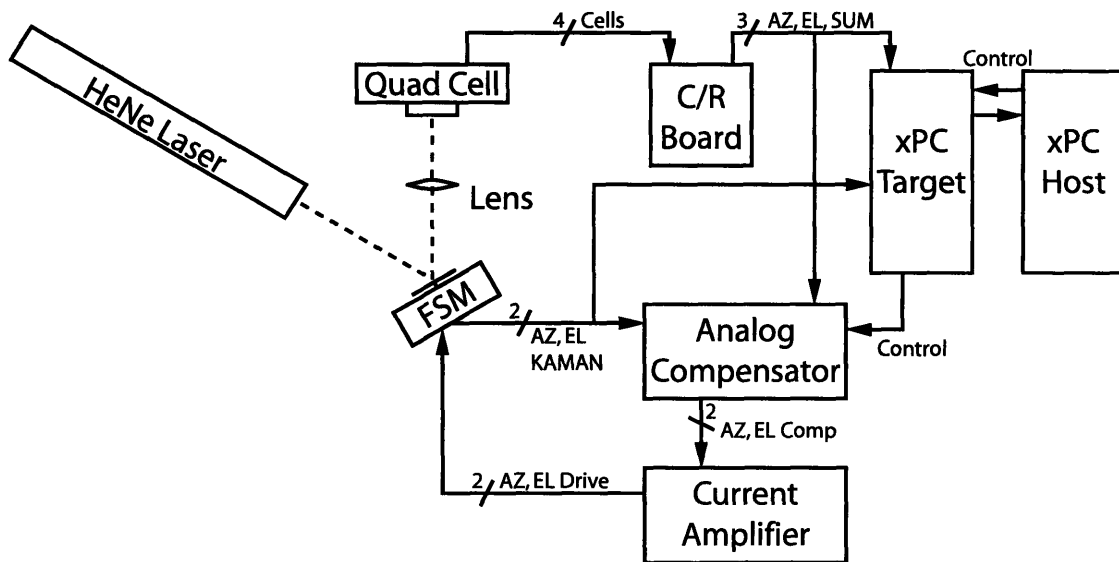 HeNe Laser
4 Cells
Quad Cell
3 AZ, EL, SUM
C/R
Board
Control
xPC
Target
xPC
Host
Lens
FSM
2
AZ, EL
KAMAN
Analog
Compensator
Control
2
AZ, EL Comp
2 AZ, EL Drive
Current
Amplifier